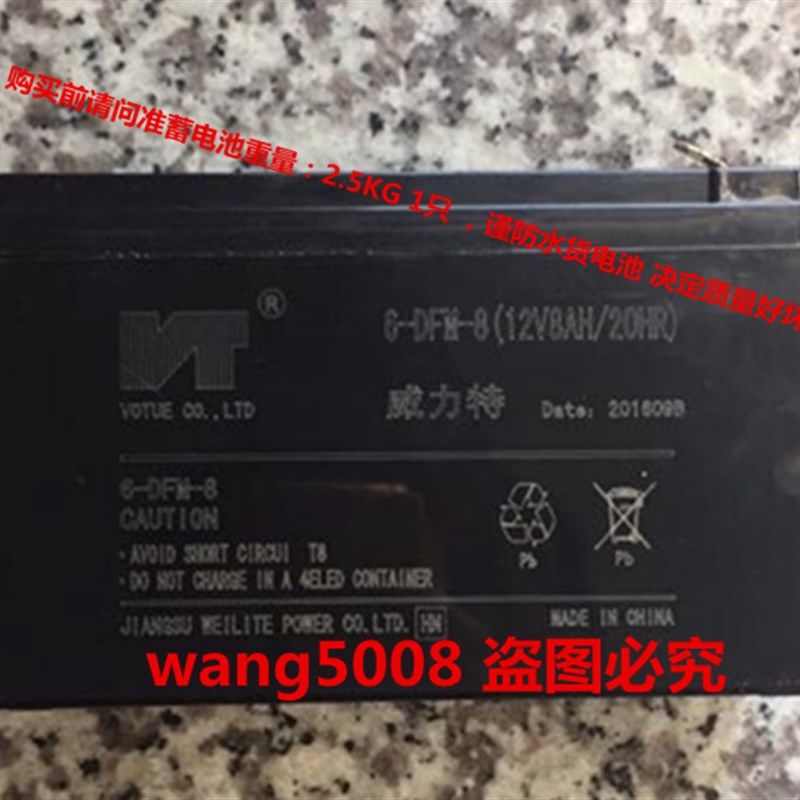 购买前请问准蓄电池重量：2.5KG 1只 ，谨防水货电池 决定质量好坏
®
6-DFM-8(12V8AH/20HR)
VOTUE CO.,LTD
威力特 Date: 201609B
6-DFM-8
CAUTION
·AVOID SHORT CIRCUI T8
·DO NOT CHARGE IN A 4ELED CONTAINER
Pb Pb
JIANGSU WEILITE POWER CO.LTD. HN MADE IN CHINA
wang5008 盗图必究